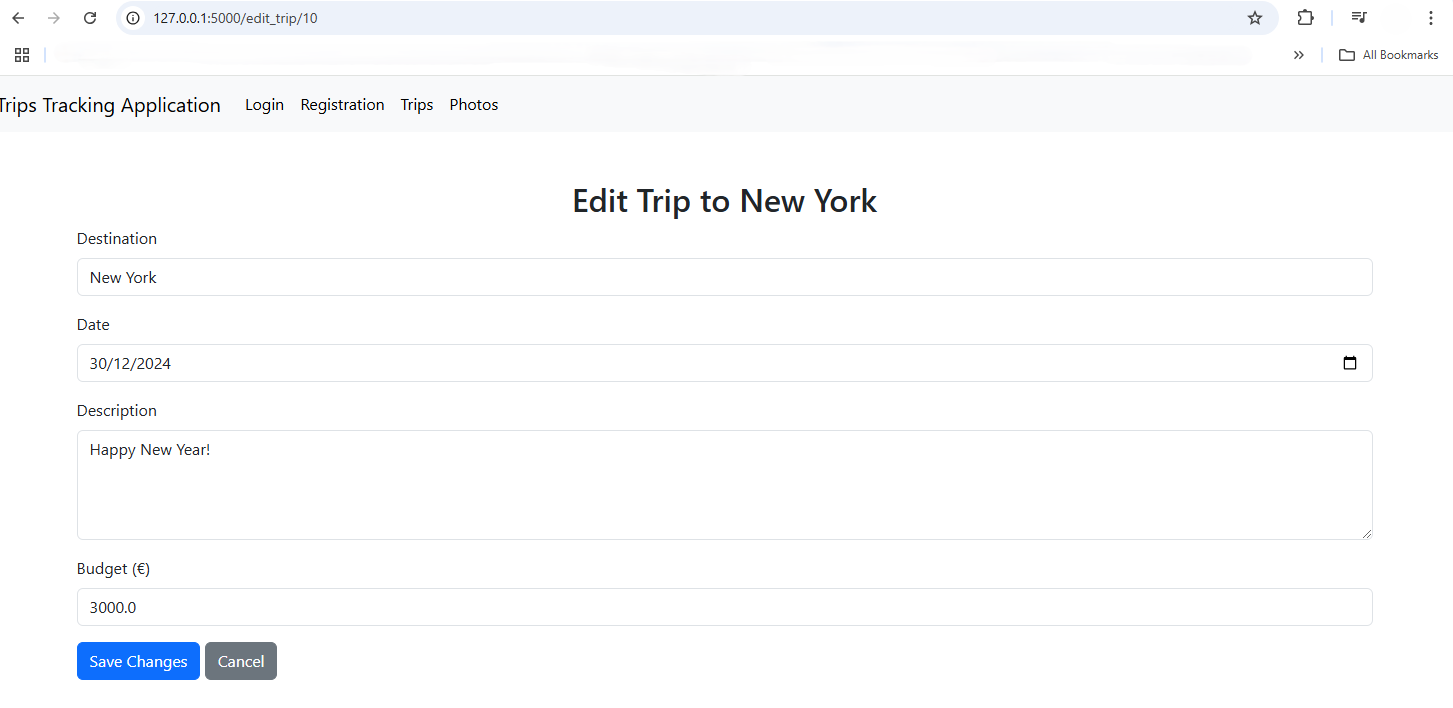 127.0.0.1:5000/edit_trip/10
All Bookmarks
Trips Tracking Application Login Registration Trips Photos
Edit Trip to New York
Destination
New York
Date
30/12/2024
Description
Happy New Year!
Budget (€)
3000.0
Save Changes Cancel